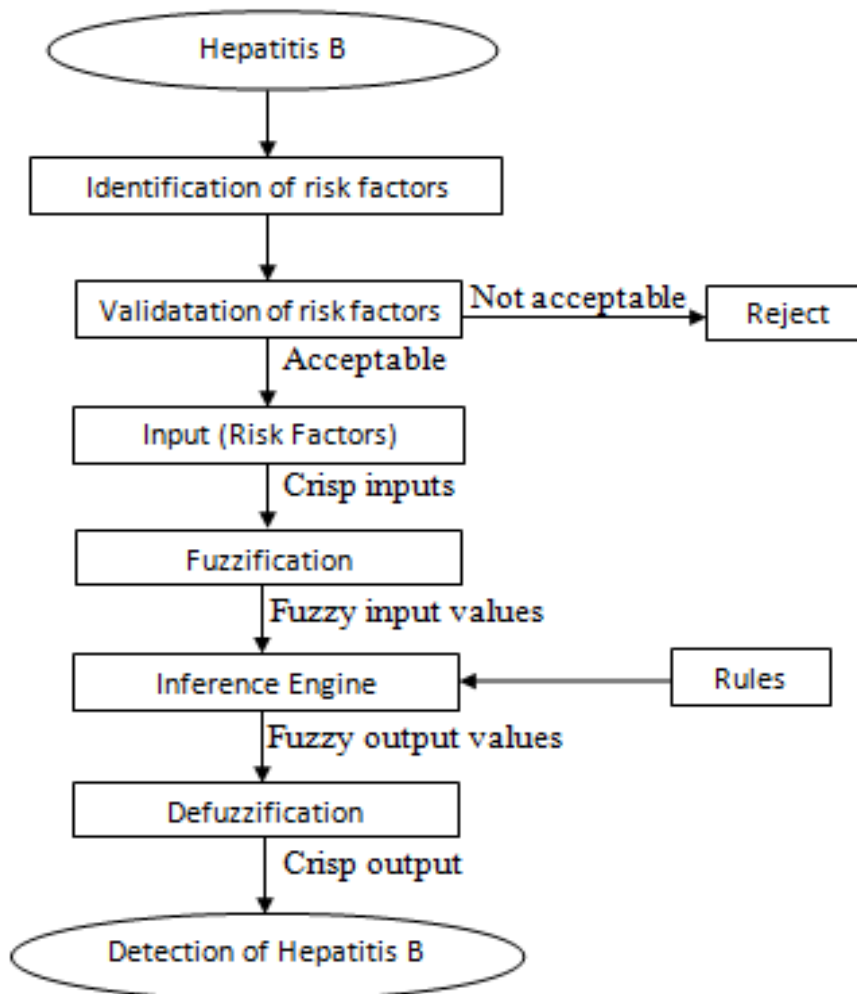 Hepatitis B
Identification of risk factors
Validatation of risk factors
Not acceptable
Reject
Acceptable
Input (Risk Factors)
Crisp inputs
Fuzzification
Fuzzy input values
Inference Engine
Rules
Fuzzy output values
Defuzzification
Crisp output
Detection of Hepatitis B